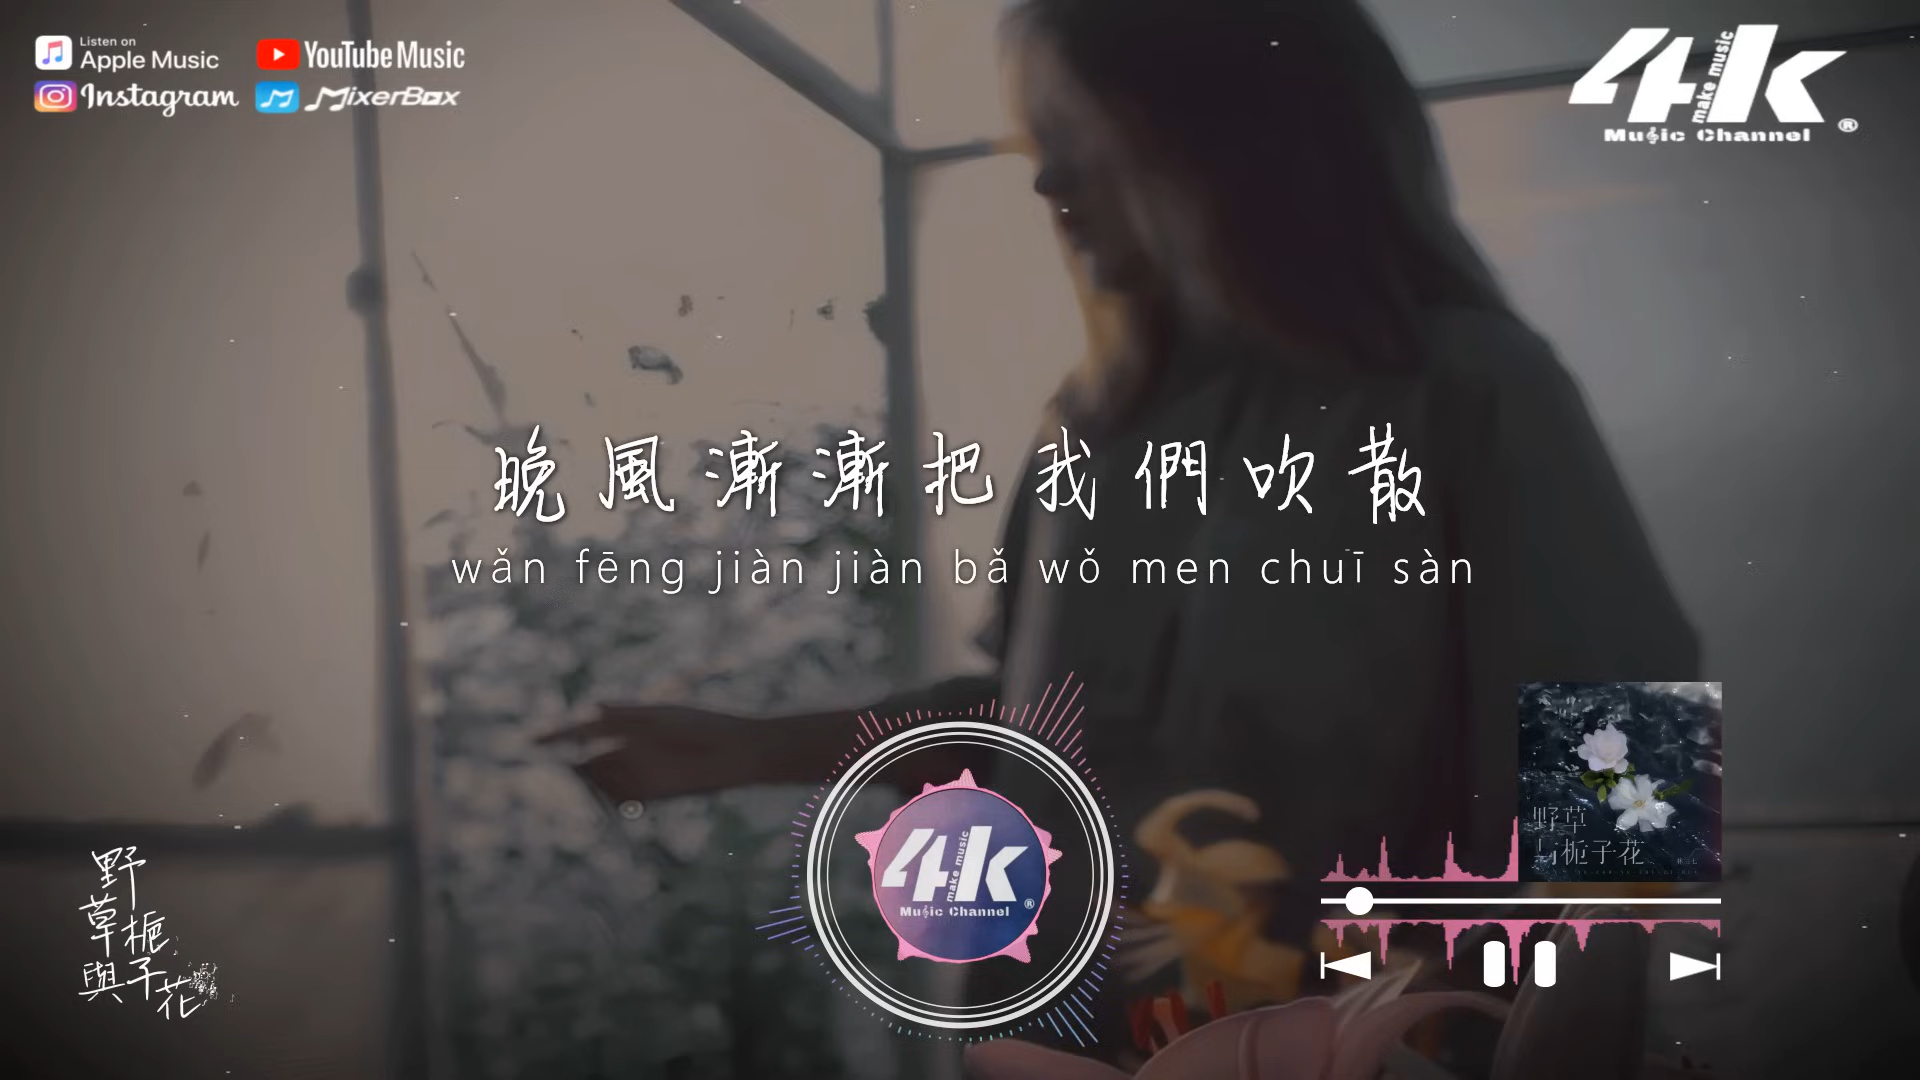 Listen on
Apple Music
YouTube Music
Instagram
MixerBox
4k
make music
Music Channel
®
晚風漸漸把我們吹散
wǎn fēng jiàn jiàn bǎ wǒ men chuī sàn
4k
make music
Music Channel
®
野草
与栀子花
野草
與梔子花